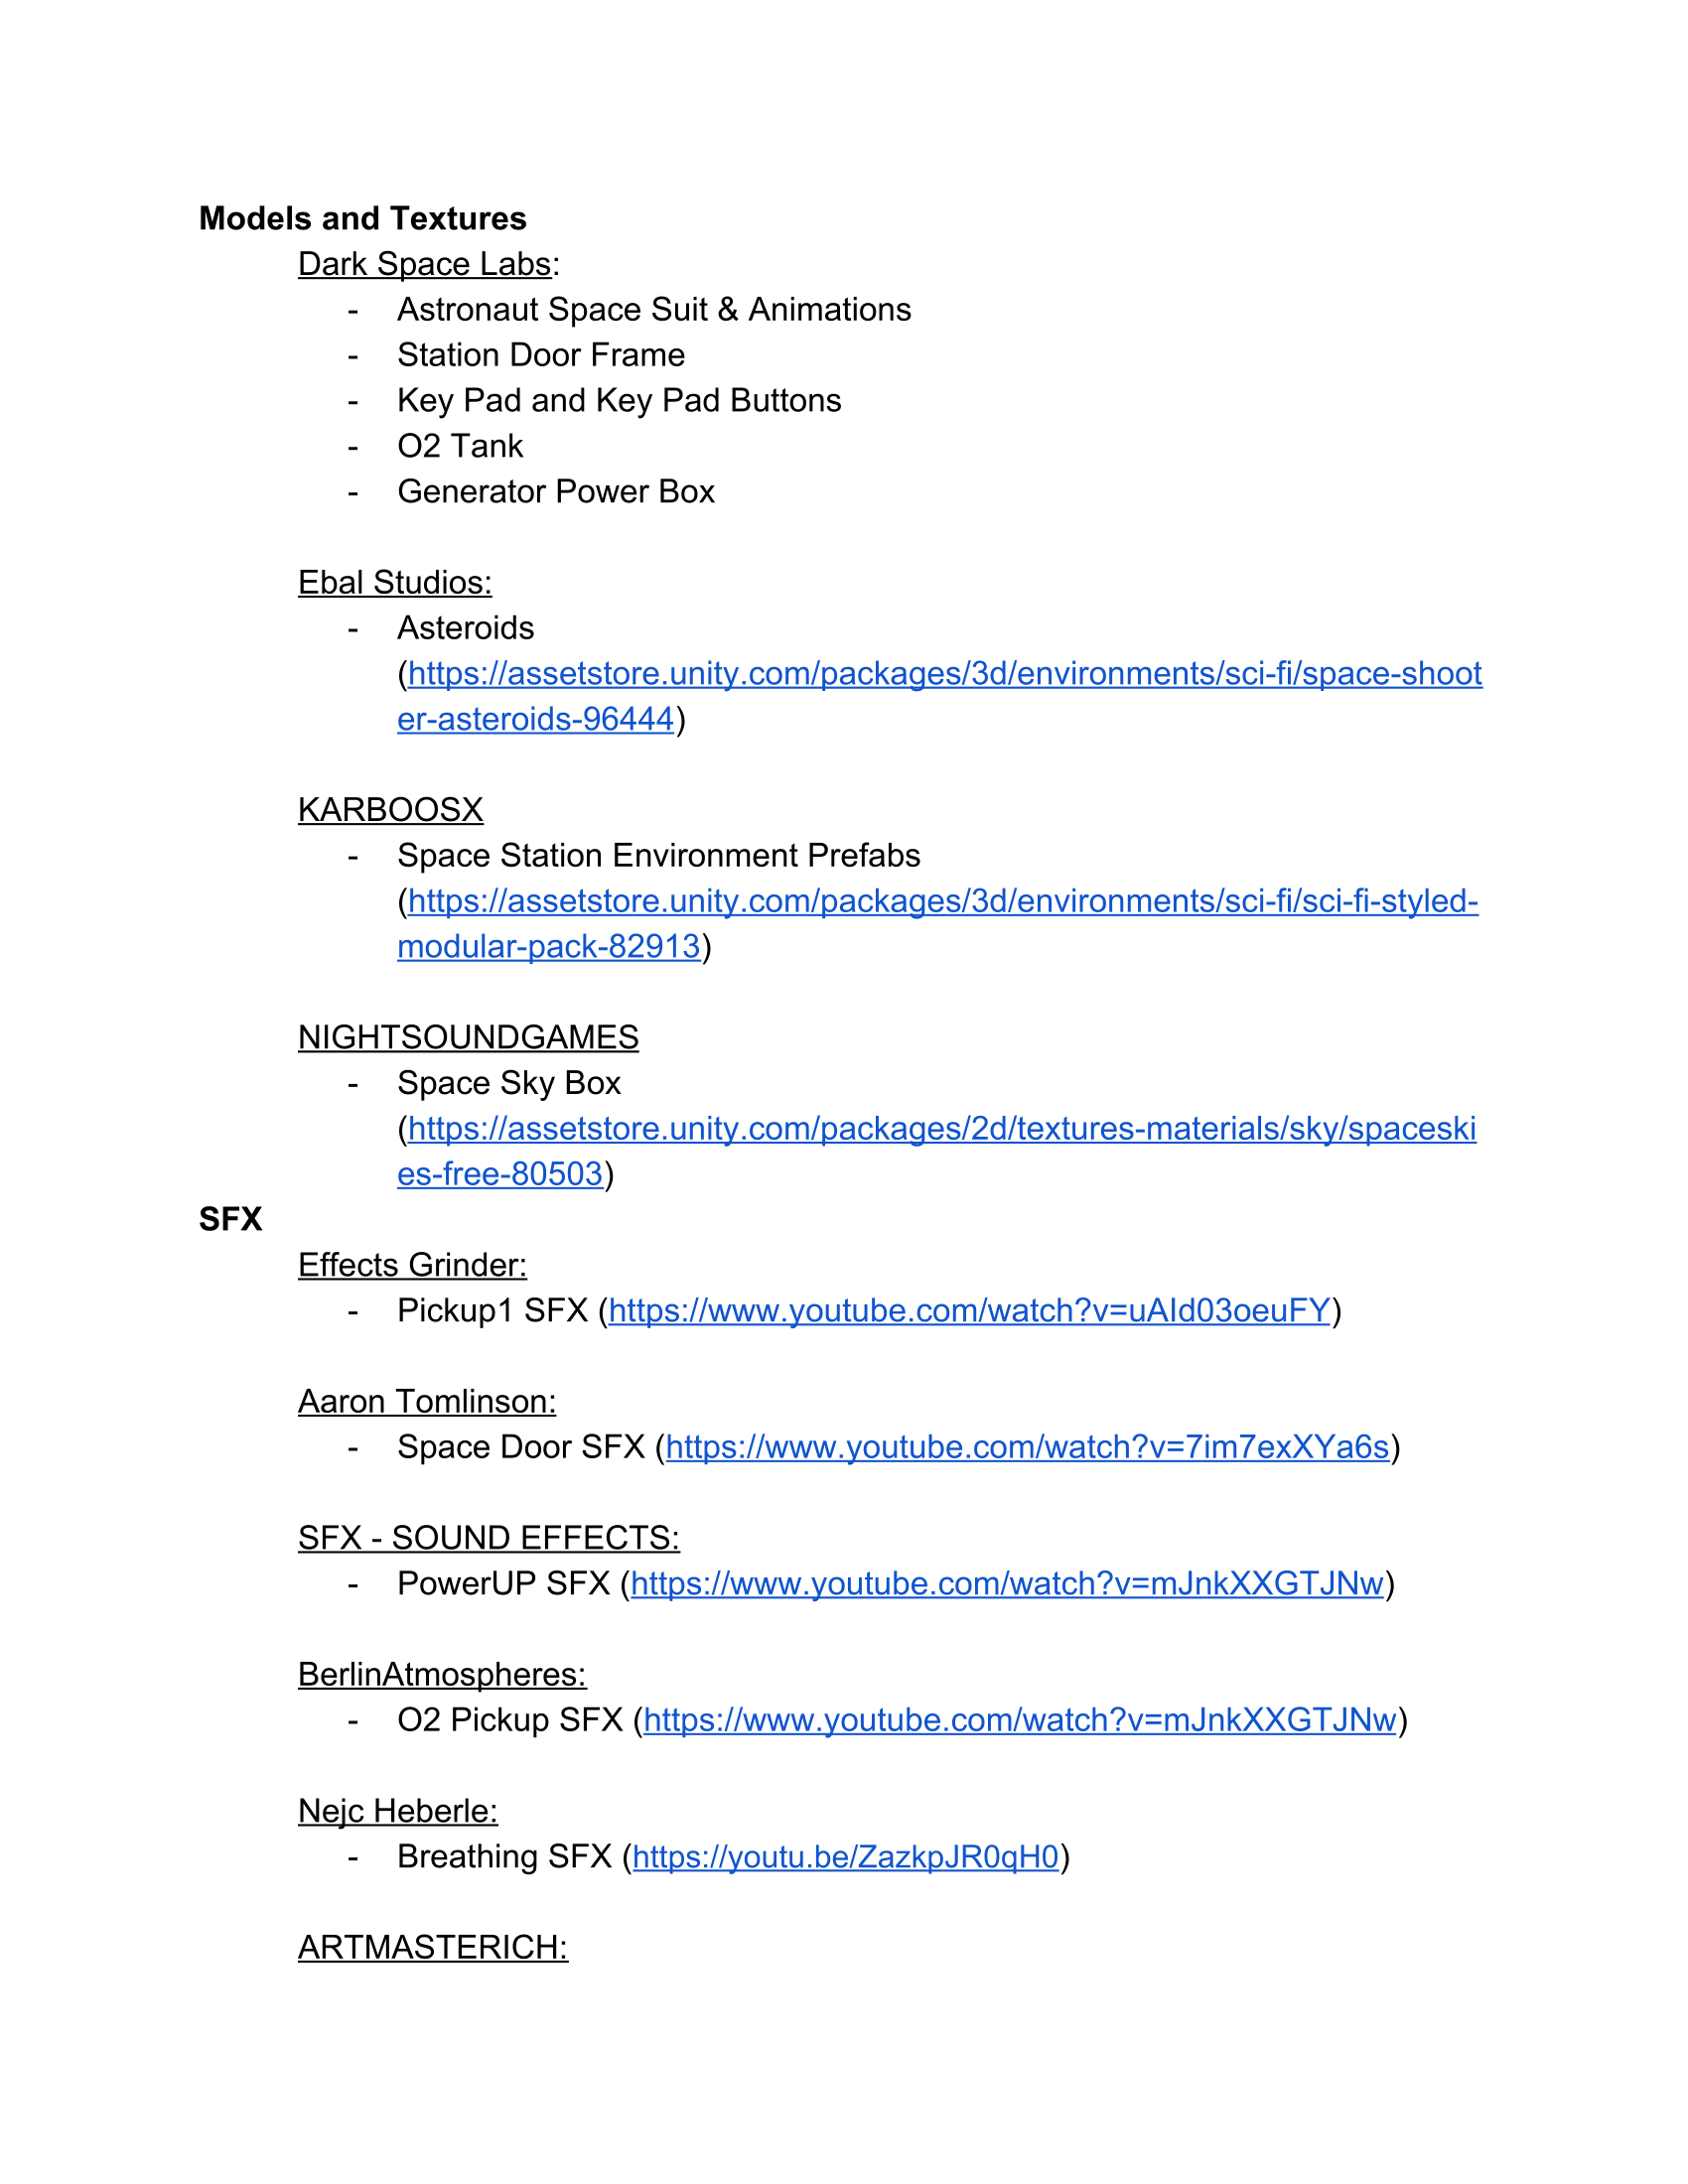 Models and Textures
Dark Space Labs:
- Astronaut Space Suit & Animations
- Station Door Frame
- Key Pad and Key Pad Buttons
- O2 Tank
- Generator Power Box
Ebal Studios:
- Asteroids
(https://assetstore.unity.com/packages/3d/environments/sci-fi/space-shoot
er-asteroids-96444)
KARBOOSX
- Space Station Environment Prefabs
(https://assetstore.unity.com/packages/3d/environments/sci-fi/sci-fi-styled-
modular-pack-82913)
NIGHTSOUNDGAMES
- Space Sky Box
(https://assetstore.unity.com/packages/2d/textures-materials/sky/spaceski
es-free-80503)
SFX
Effects Grinder:
- Pickup1 SFX (https://www.youtube.com/watch?v=uAId03oeuFY)
Aaron Tomlinson:
- Space Door SFX (https://www.youtube.com/watch?v=7im7exXYa6s)
SFX - SOUND EFFECTS:
- PowerUP SFX (https://www.youtube.com/watch?v=mJnkXXGTJNw)
BerlinAtmospheres:
- O2 Pickup SFX (https://www.youtube.com/watch?v=mJnkXXGTJNw)
Nejc Heberle:
- Breathing SFX (https://youtu.be/ZazkpJR0qH0)
ARTMASTERICH: